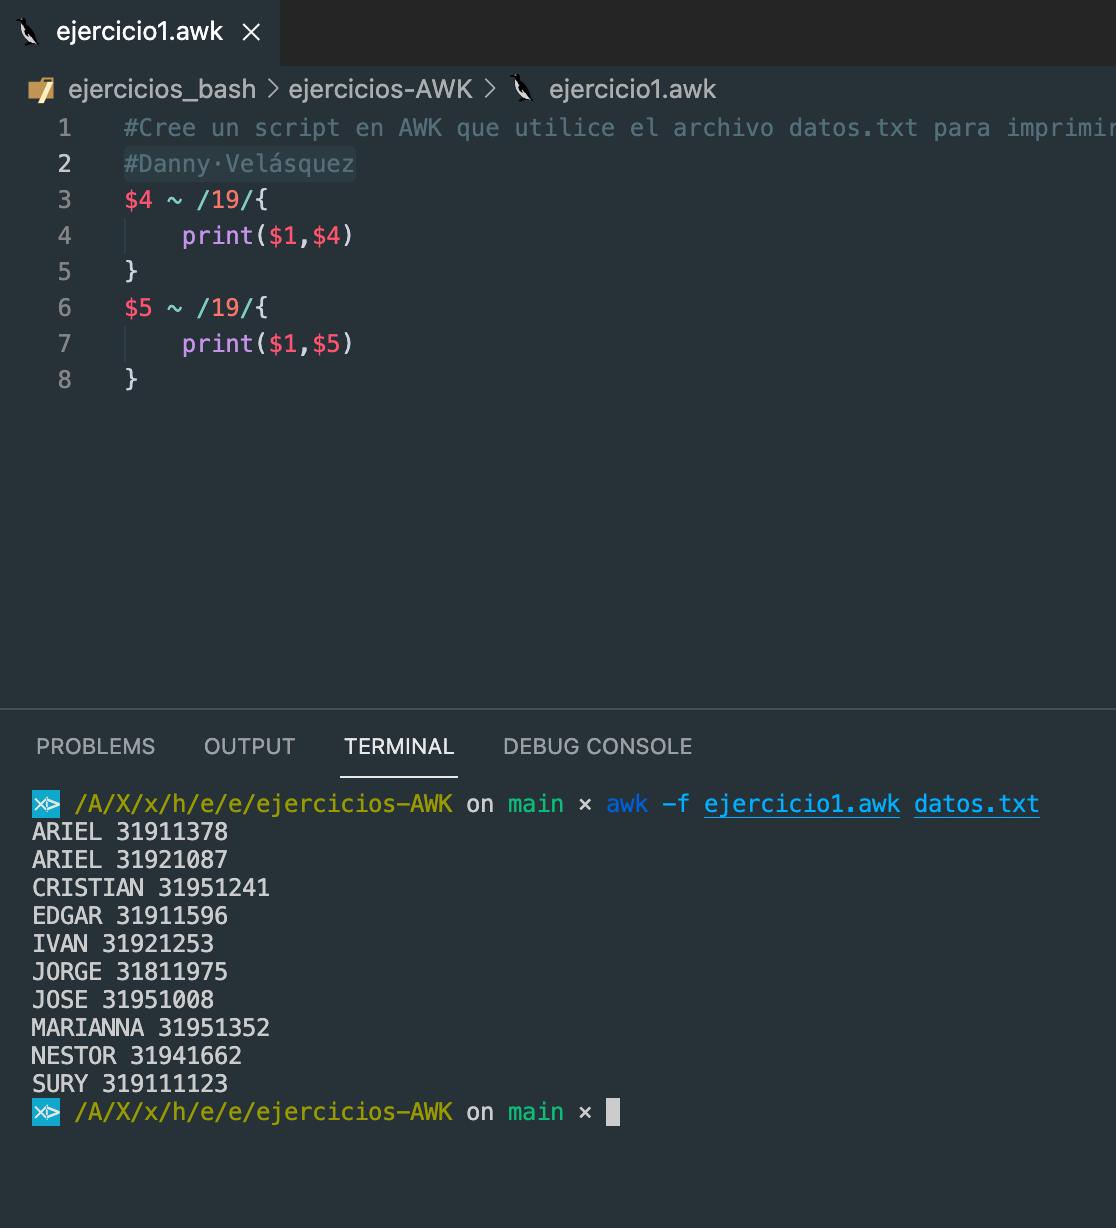 ejercicio1.awk ×
ejercicios_bash > ejercicios-AWK > ejercicio1.awk
1 #Cree un script en AWK que utilice el archivo datos.txt para imprimir
2 #Danny·Velásquez
3 $4 ~ /19/{
4 print($1,$4)
5 }
6 $5 ~ /19/{
7 print($1,$5)
8 }
PROBLEMS OUTPUT TERMINAL DEBUG CONSOLE
/A/X/x/h/e/e/ejercicios-AWK on main × awk -f ejercicio1.awk datos.txt
ARIEL 31911378
ARIEL 31921087
CRISTIAN 31951241
EDGAR 31911596
IVAN 31921253
JORGE 31811975
JOSE 31951008
MARIANNA 31951352
NESTOR 31941662
SURY 319111123
/A/X/x/h/e/e/ejercicios-AWK on main ×